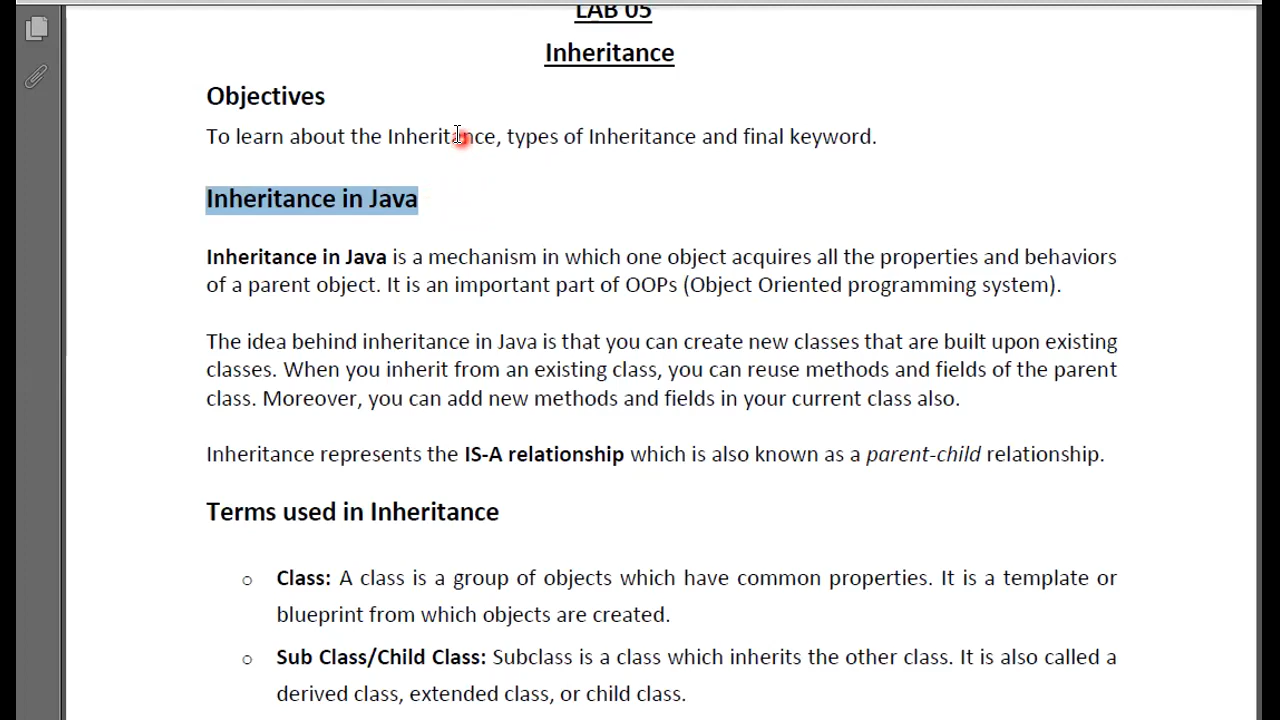 LAB 05
Inheritance
Objectives
To learn about the Inheritance, types of Inheritance and final keyword.
Inheritance in Java
Inheritance in Java is a mechanism in which one object acquires all the properties and behaviors
of a parent object. It is an important part of OOPs (Object Oriented programming system).
The idea behind inheritance in Java is that you can create new classes that are built upon existing
classes. When you inherit from an existing class, you can reuse methods and fields of the parent
class. Moreover, you can add new methods and fields in your current class also.
Inheritance represents the IS-A relationship which is also known as a parent-child relationship.
Terms used in Inheritance
o Class: A class is a group of objects which have common properties. It is a template or
blueprint from which objects are created.
o Sub Class/Child Class: Subclass is a class which inherits the other class. It is also called a
derived class, extended class, or child class.